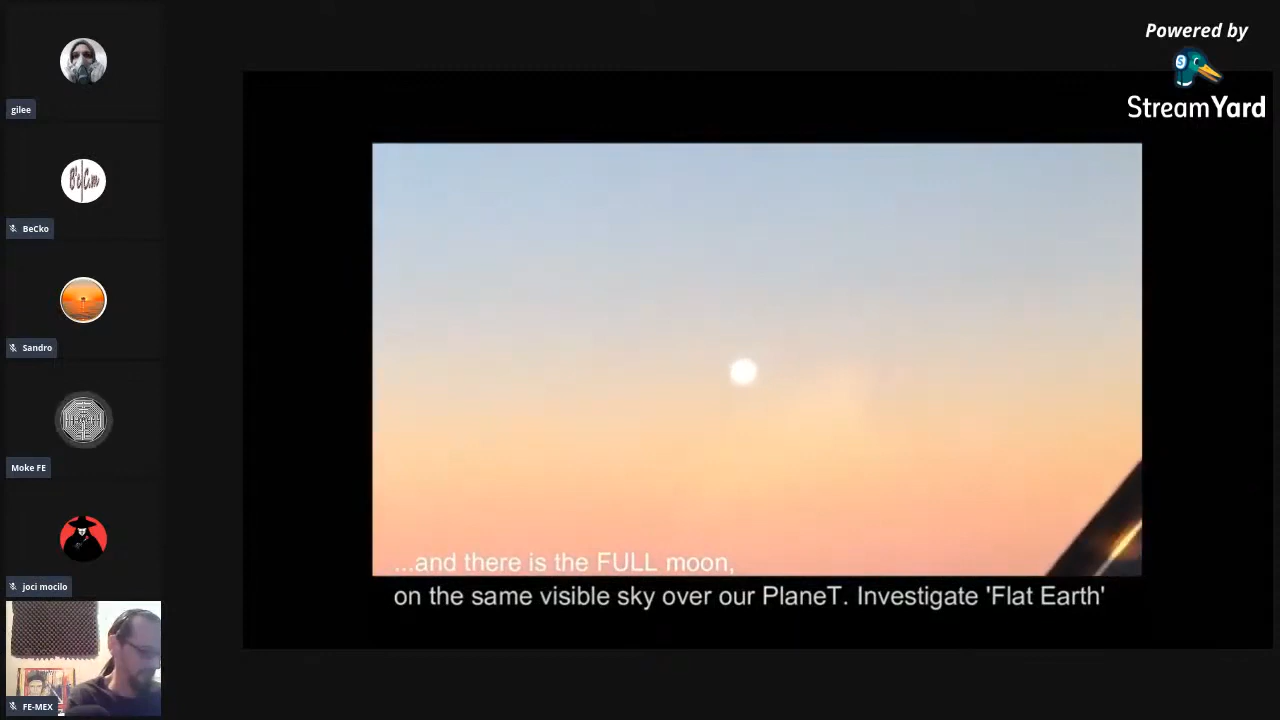 Powered by
StreamYard
gilee
B'e C.m
BeCko
Sandro
Moke FE
joci mocilo
FE-MEX
...and there is the FULL moon,
on the same visible sky over our PlaneT. Investigate 'Flat Earth'